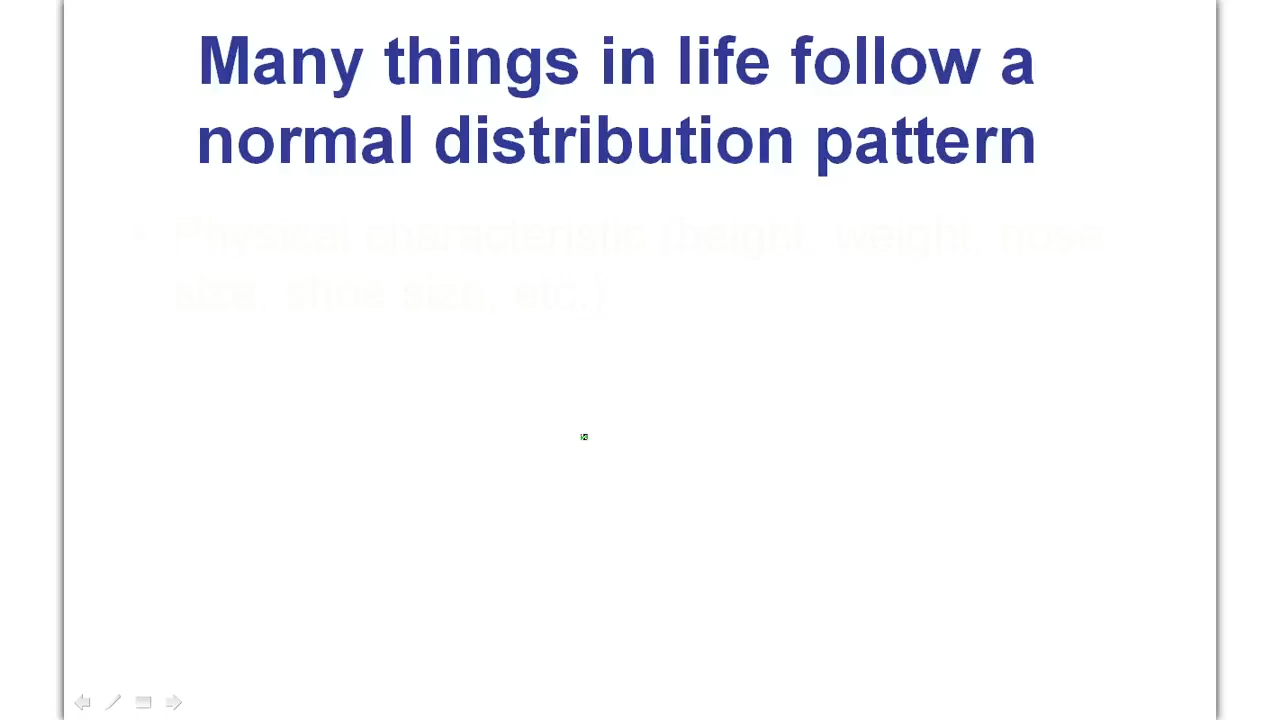 Many things in life follow a
normal distribution pattern
• Physical characteristic (height, weight, nose
size, shoe size, etc.)